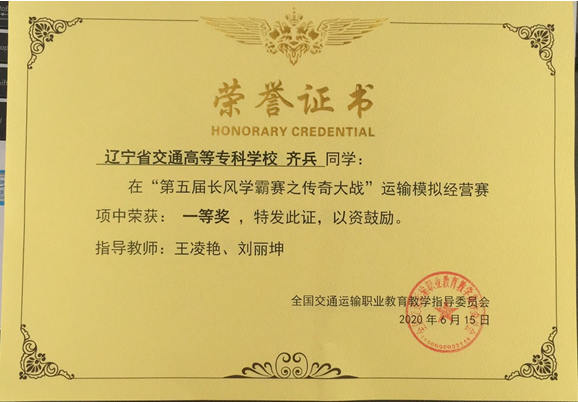 荣誉证书
HONORARY CREDENTIAL
辽宁省交通高等专科学校 齐兵 同学：
在“第五届长风学霸赛之传奇大战”运输模拟经营赛
项中荣获： 一等奖 ，特发此证，以资鼓励。
指导教师：王凌艳、刘丽坤
全国交通运输职业教育教学指导委员会
2020年6月15日